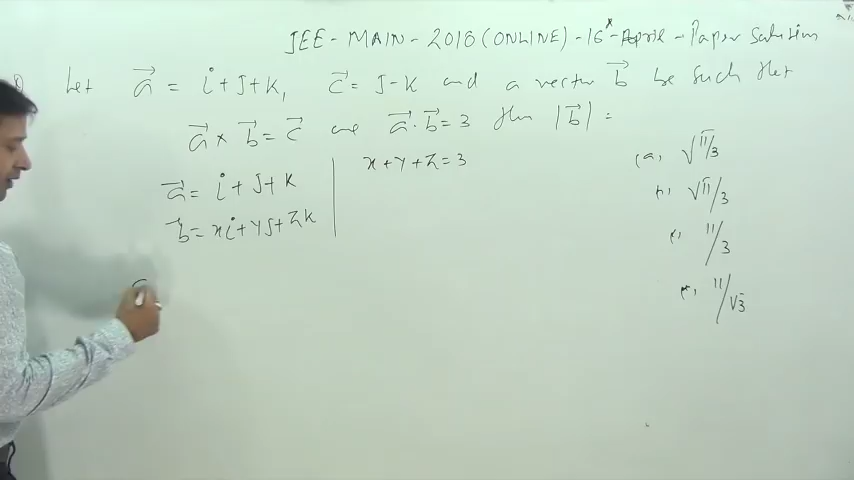 JEE-MAIN-2018(ONLINE)-16-April-Paper Solution
Let a⃗ = i+J+K, c⃗ = J-K and a vector b⃗ be such that
a⃗ × b⃗ = c⃗ and a⃗·b⃗ = 3 then |b⃗| =
a⃗ = i+J+K
b⃗ = xi+yJ+zK
x+y+z=3
(a) √11/3
√11/3
11/3
11/√3